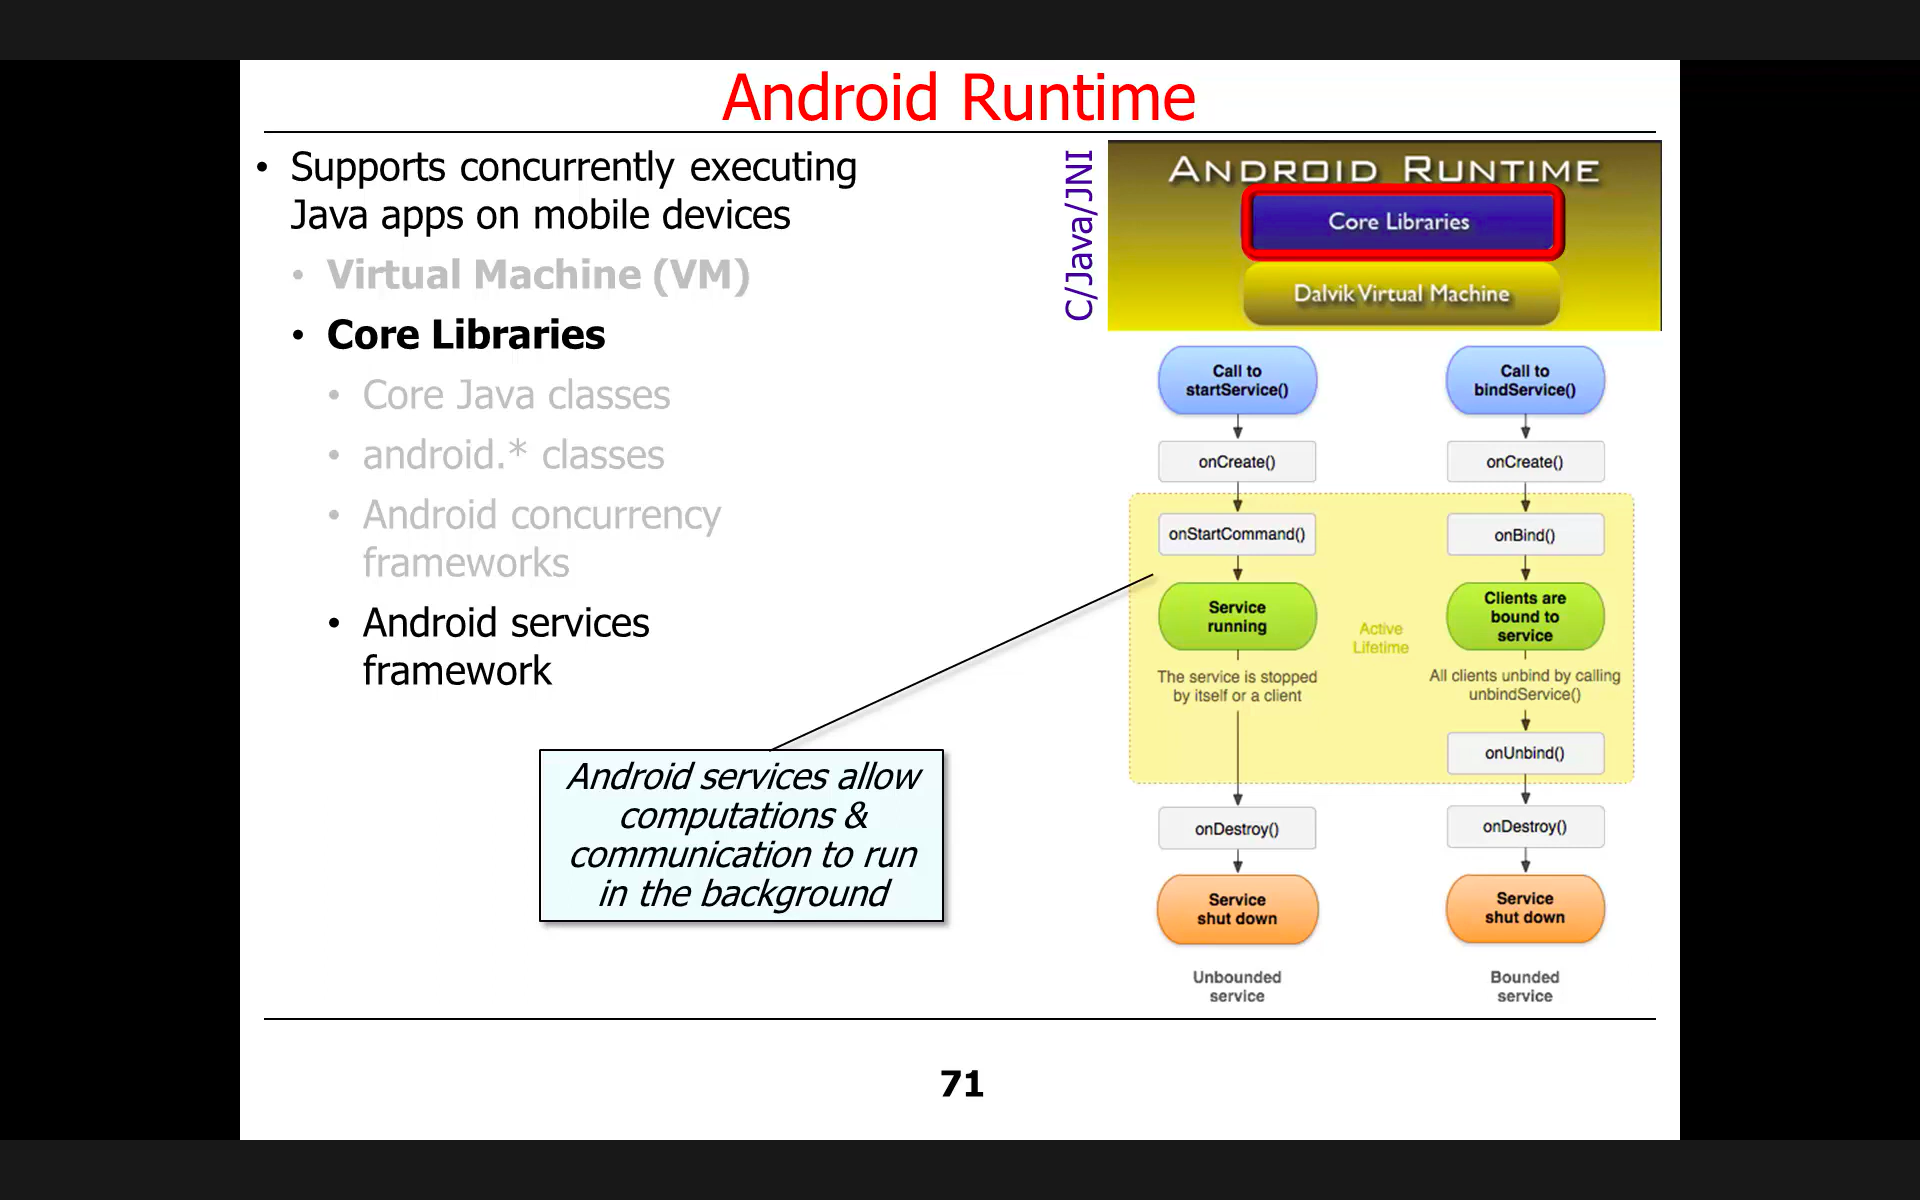 Android Runtime
• Supports concurrently executing
Java apps on mobile devices
• Virtual Machine (VM)
• Core Libraries
• Core Java classes
• android.* classes
• Android concurrency
frameworks
• Android services
framework
Android services allow
computations &
communication to run
in the background
C/Java/JNI
ANDROID RUNTIME
Core Libraries
Dalvik Virtual Machine
Call to
startService()
onCreate()
onStartCommand()
Service
running
The service is stopped
by itself or a client
onDestroy()
Service
shut down
Unbounded
service
Active
Lifetime
Call to
bindService()
onCreate()
onBind()
Clients are
bound to
service
All clients unbind by calling
unbindService()
onUnbind()
onDestroy()
Service
shut down
Bounded
service
71